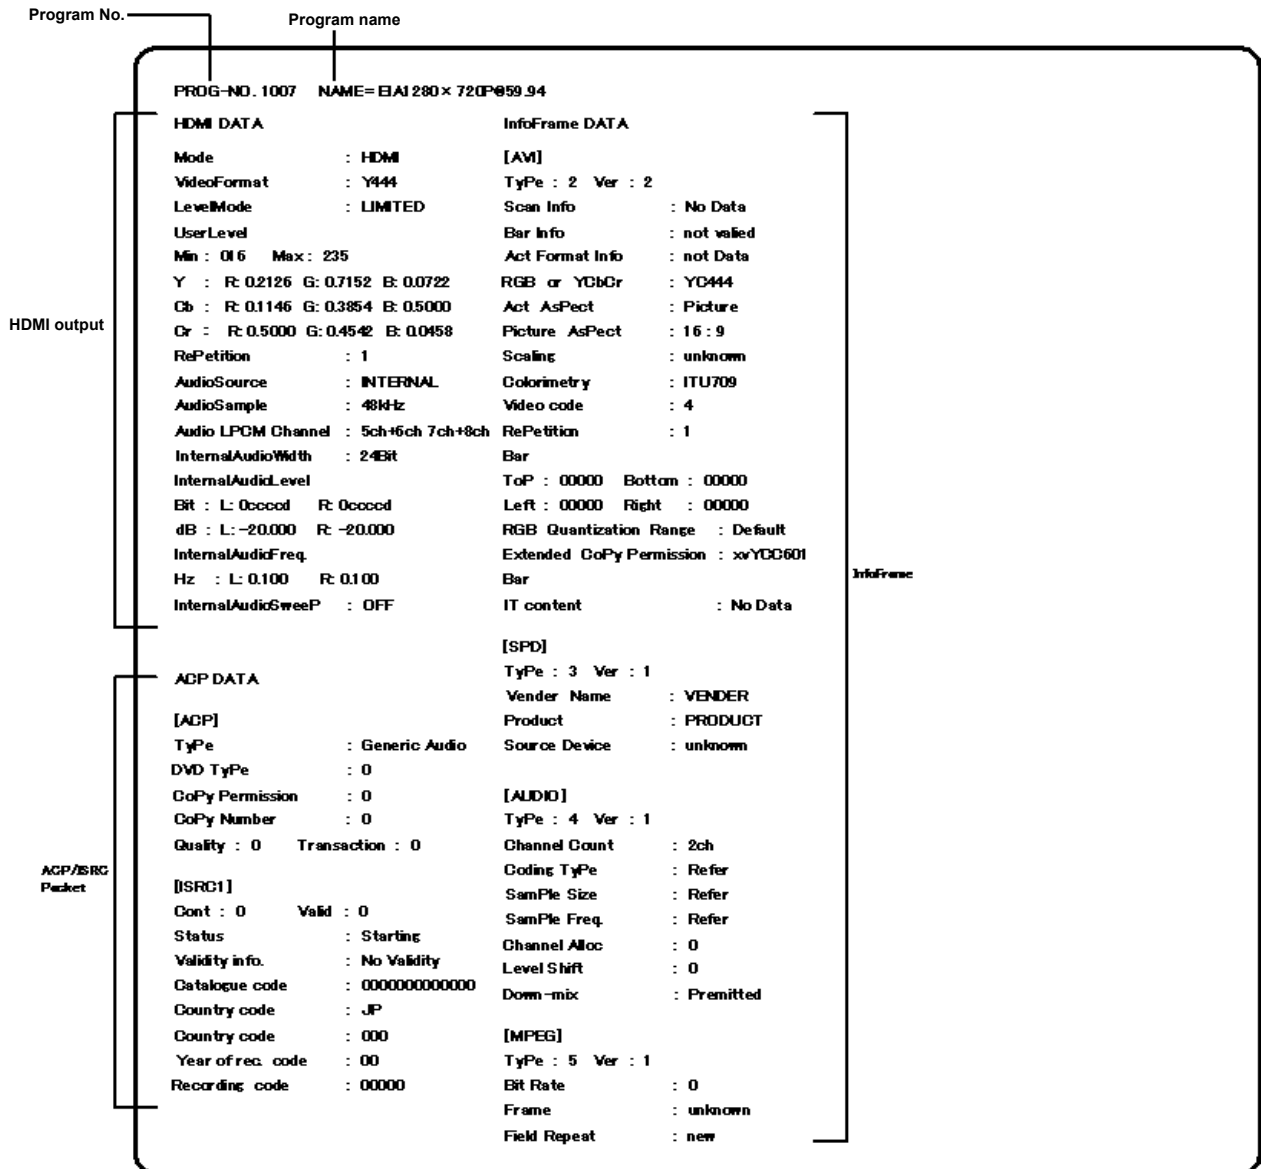 Program No.
Program name
PROG-NO. 1007 NAME= EIA1280×720P@59.94
HDMI output
HDMI DATA
Mode : HDMI
VideoFormat : Y444
LevelMode : LIMITED
UserLevel
Min : 016 Max : 235
Y : R: 0.2126 G: 0.7152 B: 0.0722
Cb : R: 0.1146 G: 0.3854 B: 0.5000
Cr : R: 0.5000 G: 0.4542 B: 0.0458
RePetition : 1
AudioSource : INTERNAL
AudioSample : 48kHz
Audio LPCM Channel : 5ch+6ch 7ch+8ch
InternalAudioWidth : 24Bit
InternalAudioLevel
Bit : L: 0ccccd R: 0ccccd
dB : L: -20.000 R: -20.000
InternalAudioFreq.
Hz : L: 0.100 R: 0.100
InternalAudioSweeP : OFF
ACP/ISRC
Packet
ACP DATA
[ACP]
TyPe : Generic Audio
DVD TyPe : 0
CoPy Permission : 0
CoPy Number : 0
Quality : 0 Transaction : 0
[ISRC1]
Cont : 0 Valid : 0
Status : Starting
Validity info. : No Validity
Catalogue code : 0000000000000
Country code : JP
Country code : 000
Year of rec. code : 00
Recording code : 00000
InfoFrame DATA
[AVI]
TyPe : 2 Ver : 2
Scan Info : No Data
Bar Info : not valied
Act Format Info : not Data
RGB or YCbCr : YC444
Act AsPect : Picture
Picture AsPect : 16 : 9
Scaling : unknown
Colorimetry : ITU709
Video code : 4
RePetition : 1
Bar
ToP : 00000 Bottom : 00000
Left : 00000 Right : 00000
RGB Quantization Range : Default
Extended CoPy Permission : xvYCC601
Bar
IT content : No Data
[SPD]
TyPe : 3 Ver : 1
Vender Name : VENDER
Product : PRODUCT
Source Device : unknown
[AUDIO]
TyPe : 4 Ver : 1
Channel Count : 2ch
Coding TyPe : Refer
SamPle Size : Refer
SamPle Freq. : Refer
Channel Alloc : 0
Level Shift : 0
Down-mix : Premitted
[MPEG]
TyPe : 5 Ver : 1
Bit Rate : 0
Frame : unknown
Field Repeat : new
InfoFrame